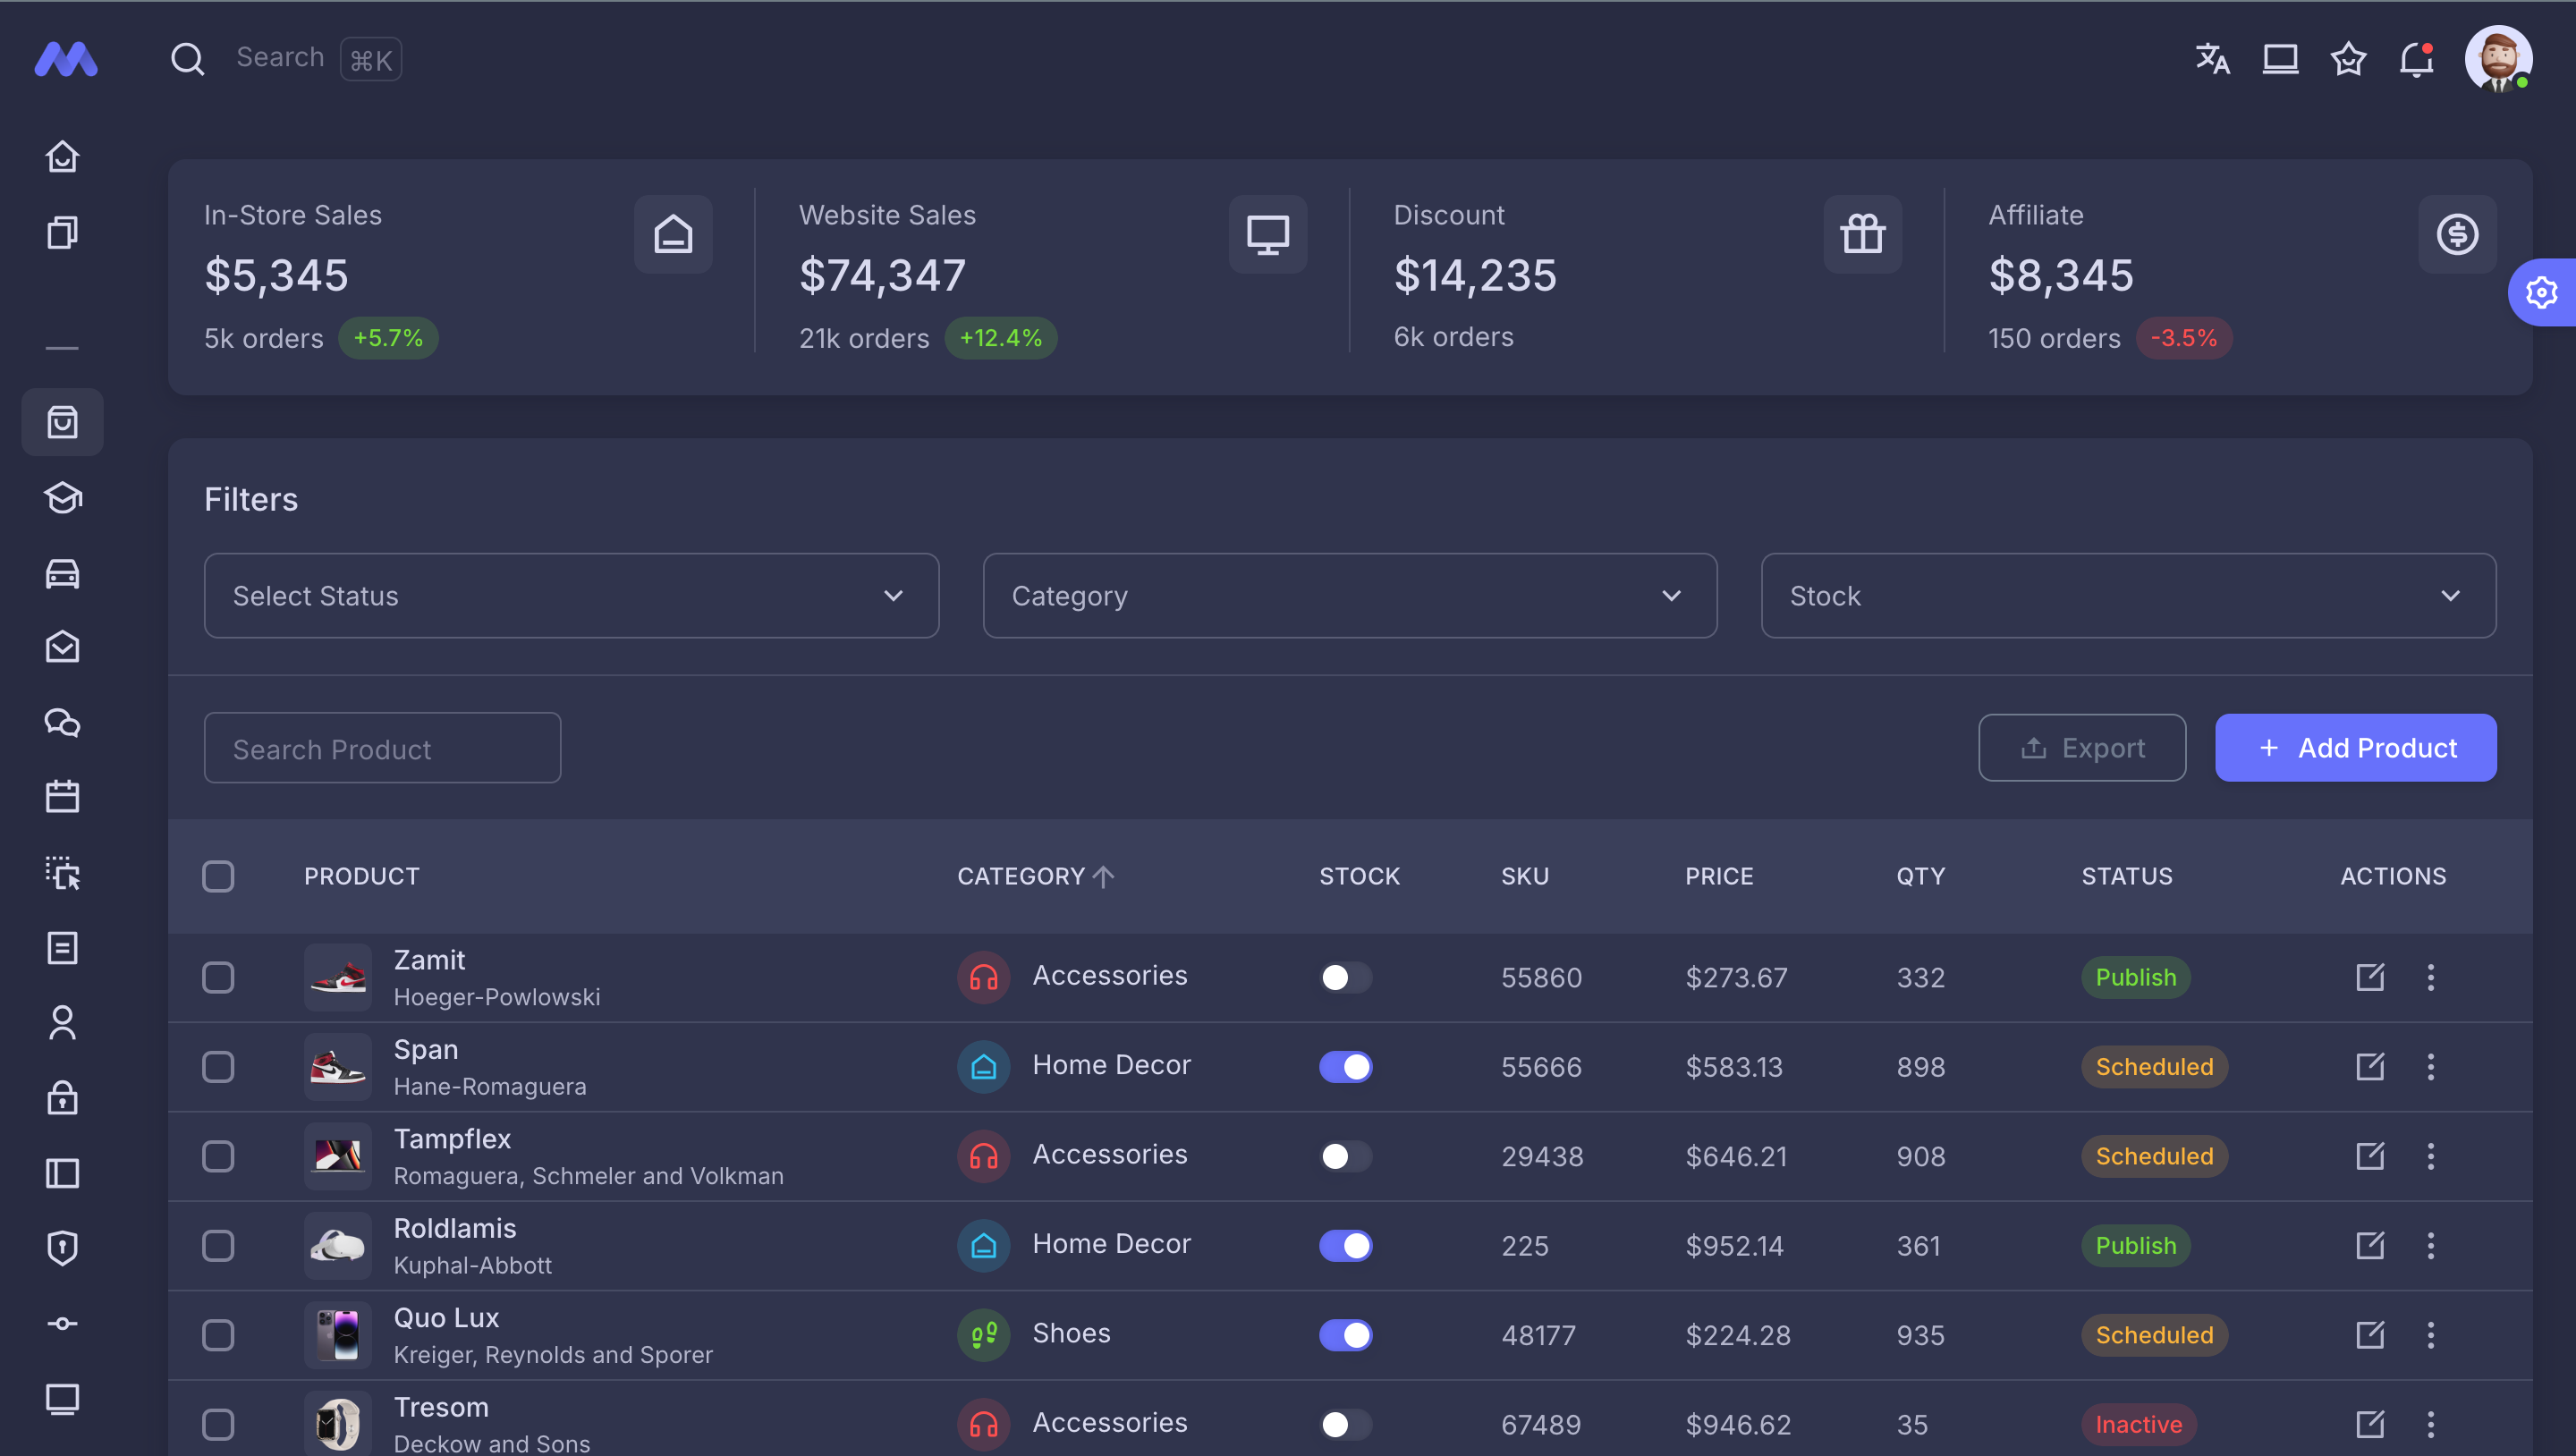 Search ⌘K
In-Store Sales
$5,345
5k orders +5.7%
Website Sales
$74,347
21k orders +12.4%
Discount
$14,235
6k orders
Affiliate
$8,345
150 orders -3.5%
Filters
Select Status
Category
Stock
Search Product
Export
+ Add Product
PRODUCT CATEGORY STOCK SKU PRICE QTY STATUS ACTIONS
Zamit
Hoeger-Powlowski
Accessories 55860 $273.67 332 Publish
Span
Hane-Romaguera
Home Decor 55666 $583.13 898 Scheduled
Tampflex
Romaguera, Schmeler and Volkman
Accessories 29438 $646.21 908 Scheduled
Roldlamis
Kuphal-Abbott
Home Decor 225 $952.14 361 Publish
Quo Lux
Kreiger, Reynolds and Sporer
Shoes 48177 $224.28 935 Scheduled
Tresom
Deckow and Sons
Accessories 67489 $946.62 35 Inactive